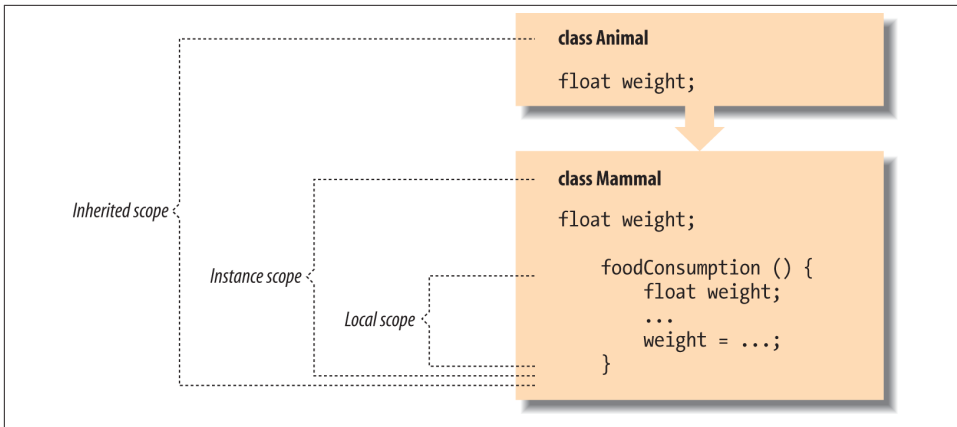 class Animal
float weight;
class Mammal
Inherited scope
float weight;
foodConsumption () {
Instance scope
float weight;
Local scope
...
weight = ...;
}